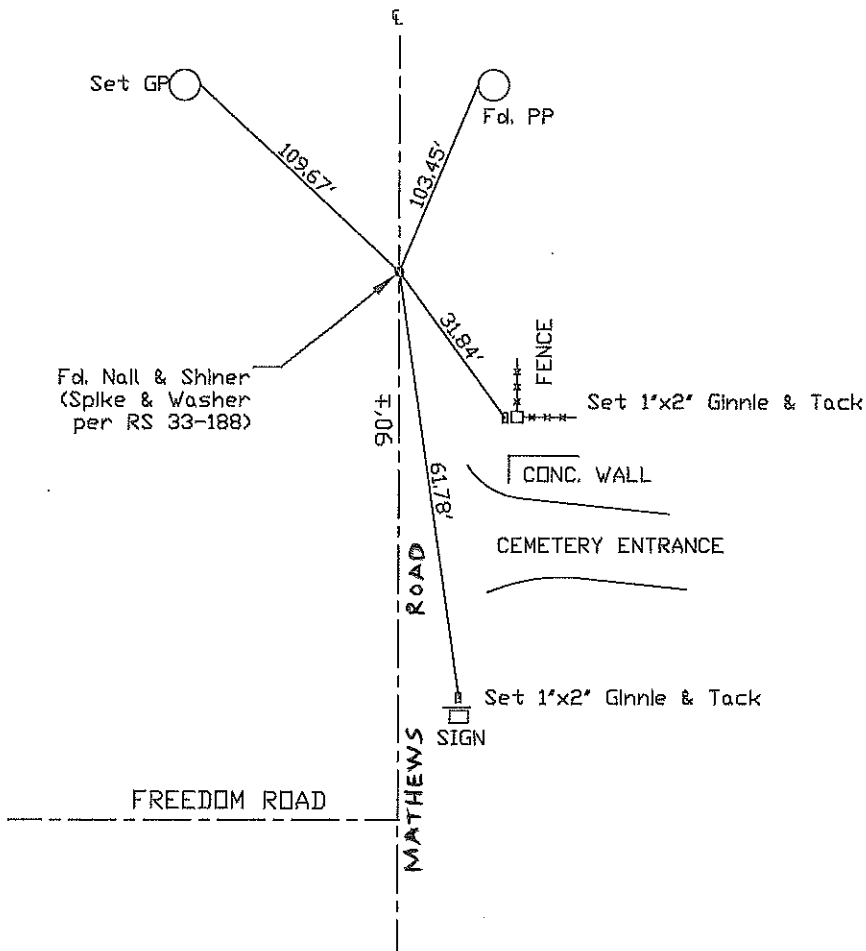 ℄
Set GP
Fd. PP
109.67'
103.45'
31.84'
FENCE
Fd. Nail & Shiner
(Spike & Washer
per RS 33-188)
Set 1"x2" Ginnie & Tack
90'±
61.78'
CONC. WALL
CEMETERY ENTRANCE
MATHEWS ROAD
Set 1"x2" Ginnie & Tack
SIGN
FREEDOM ROAD